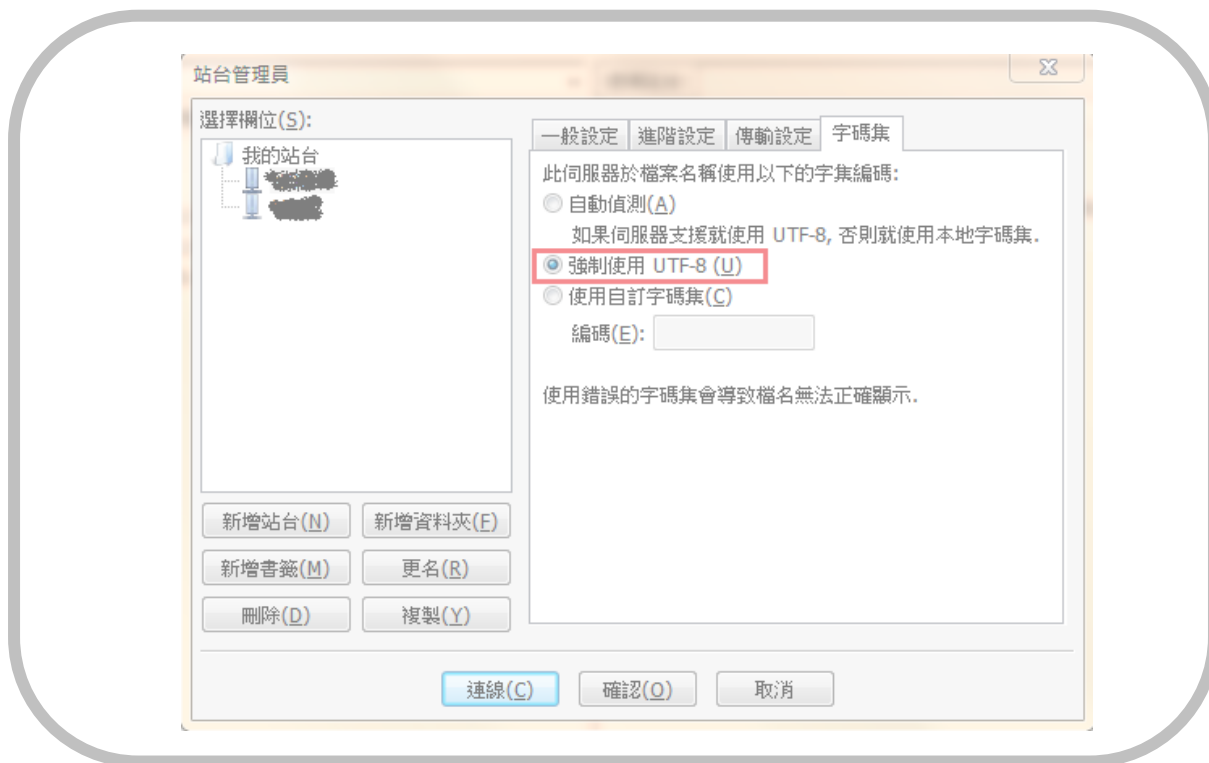 站台管理員
選擇欄位(S):
我的站台
一般設定 進階設定 傳輸設定 字碼集
此伺服器於檔案名稱使用以下的字集編碼:
自動偵測(A)
如果伺服器支援就使用 UTF-8, 否則就使用本地字碼集.
強制使用 UTF-8 (U)
使用自訂字碼集(C)
編碼(E):
使用錯誤的字碼集會導致檔名無法正確顯示.
新增站台(N) 新增資料夾(F)
新增書籤(M) 更名(R)
刪除(D) 複製(Y)
連線(C) 確認(O) 取消